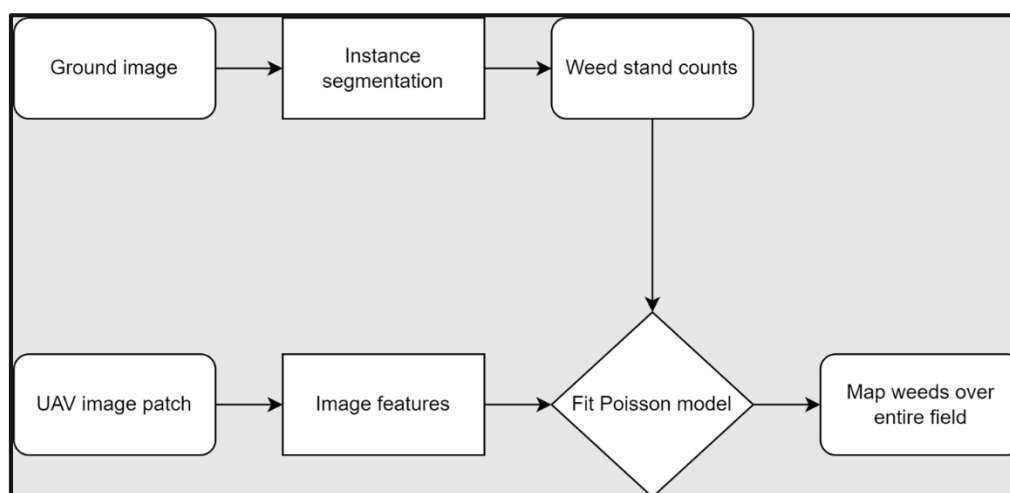 Ground image
Instance
segmentation
Weed stand counts
UAV image patch
Image features
Fit Poisson model
Map weeds over
entire field